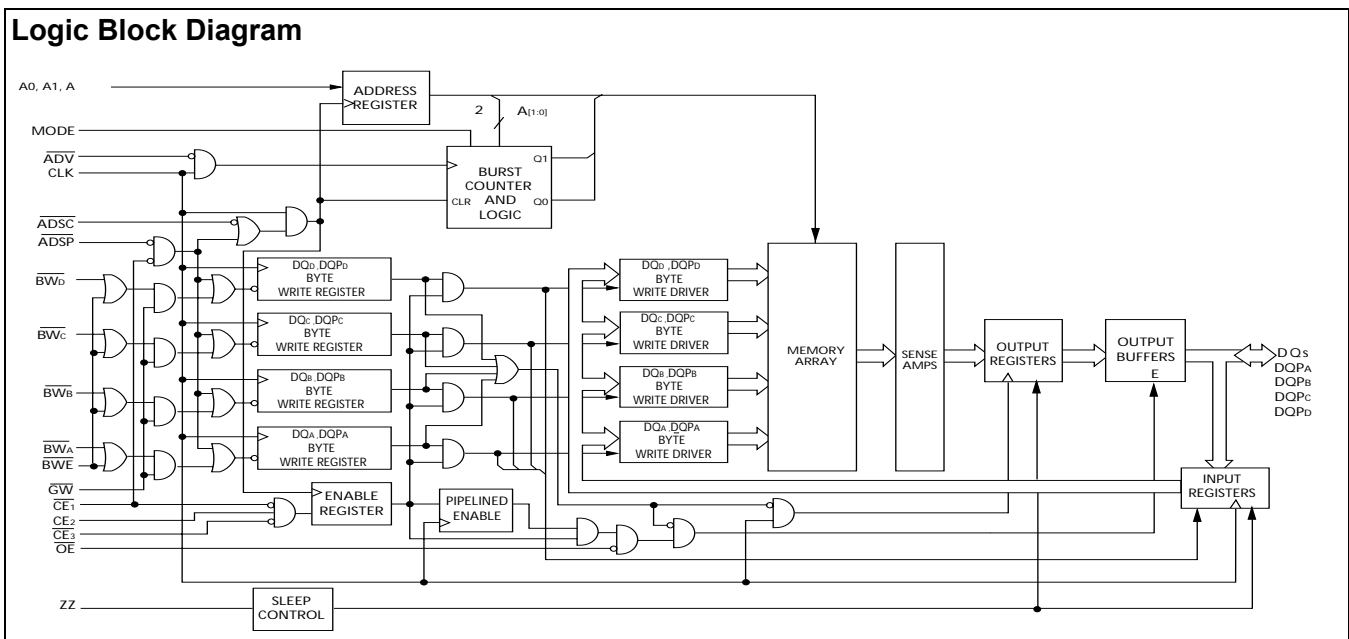 Logic Block Diagram
A0, A1, A
ADDRESS
REGISTER
2
A[1:0]
MODE
ADV
CLK
BURST
COUNTER
AND
LOGIC
Q1
CLR
Q0
ADSC
ADSP
BWD
DQD,DQPD
BYTE
WRITE REGISTER
DQD ,DQPD
BYTE
WRITE DRIVER
BWC
DQC,DQPC
BYTE
WRITE REGISTER
DQC,DQPC
BYTE
WRITE DRIVER
MEMORY
ARRAY
SENSE
AMPS
OUTPUT
REGISTERS
OUTPUT
BUFFERS
E
DQs
DQPA
DQPB
DQPC
DQPD
BWB
DQB,DQPB
BYTE
WRITE REGISTER
DQB,DQPB
BYTE
WRITE DRIVER
BWA
BWE
DQA,DQPA
BYTE
WRITE REGISTER
DQA,DQPA
BYTE
WRITE DRIVER
GW
CE1
CE2
CE3
OE
ENABLE
REGISTER
PIPELINED
ENABLE
INPUT
REGISTERS
ZZ
SLEEP
CONTROL